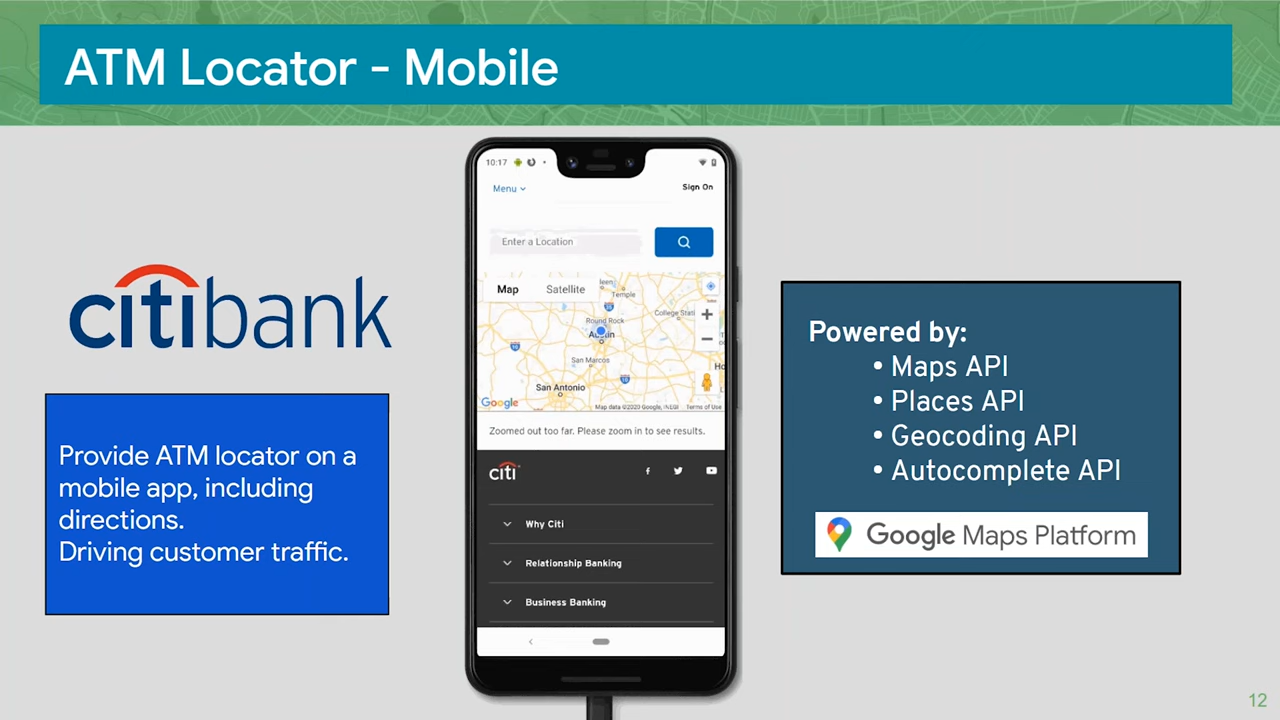 ATM Locator - Mobile
citibank
Provide ATM locator on a
mobile app, including
directions.
Driving customer traffic.
10:17
Menu
Sign On
Enter a Location
Map
Satellite
Temple
College Stati
Round Rock
Austin
San Marcos
San Antonio
Ho
Google
Map data ©2020 Google, INEGI
Terms of Use
Zoomed out too far. Please zoom in to see results.
citi
Why Citi
Relationship Banking
Business Banking
Powered by:
• Maps API
• Places API
• Geocoding API
• Autocomplete API
Google Maps Platform
12